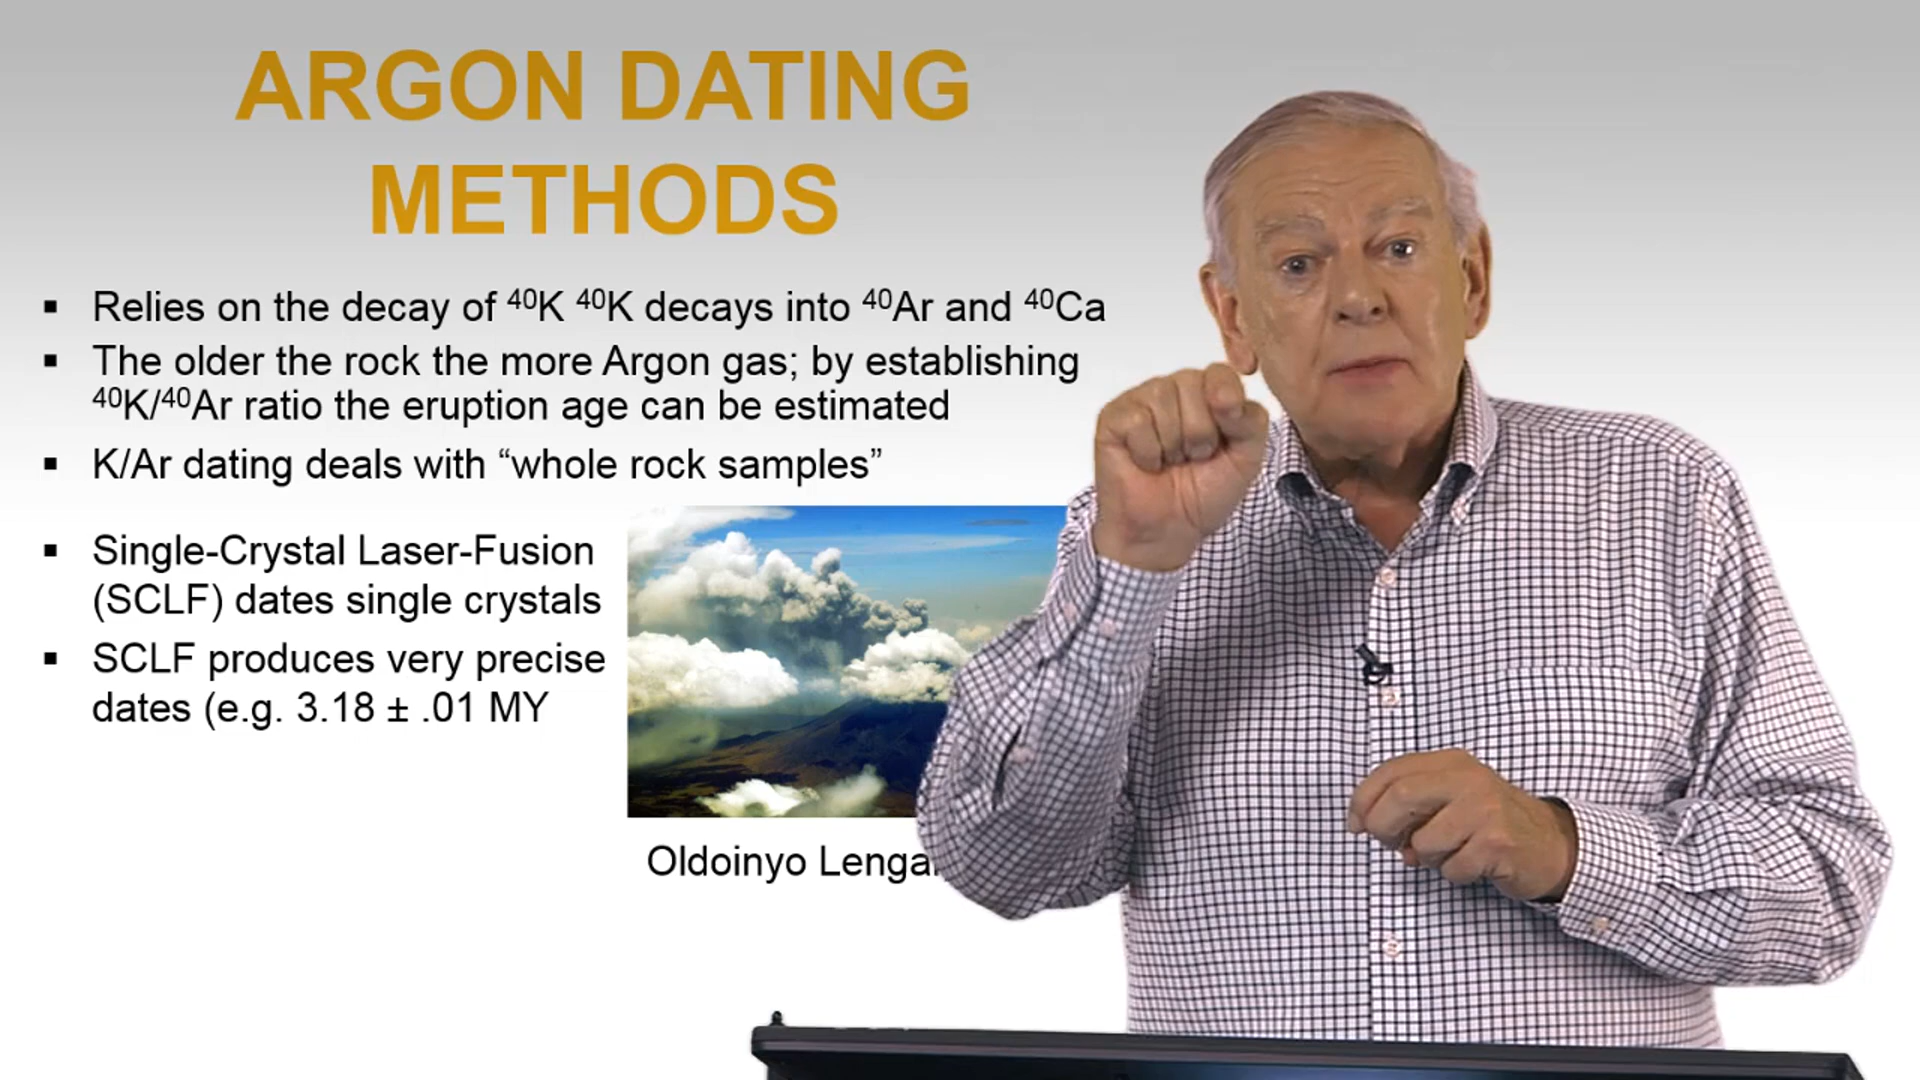 ARGON DATING
METHODS
▪ Relies on the decay of ⁴⁰K ⁴⁰K decays into ⁴⁰Ar and ⁴⁰Ca
▪ The older the rock the more Argon gas; by establishing
⁴⁰K/⁴⁰Ar ratio the eruption age can be estimated
▪ K/Ar dating deals with “whole rock samples”
▪ Single-Crystal Laser-Fusion
(SCLF) dates single crystals
▪ SCLF produces very precise
dates (e.g. 3.18 ± .01 MY
Oldoinyo